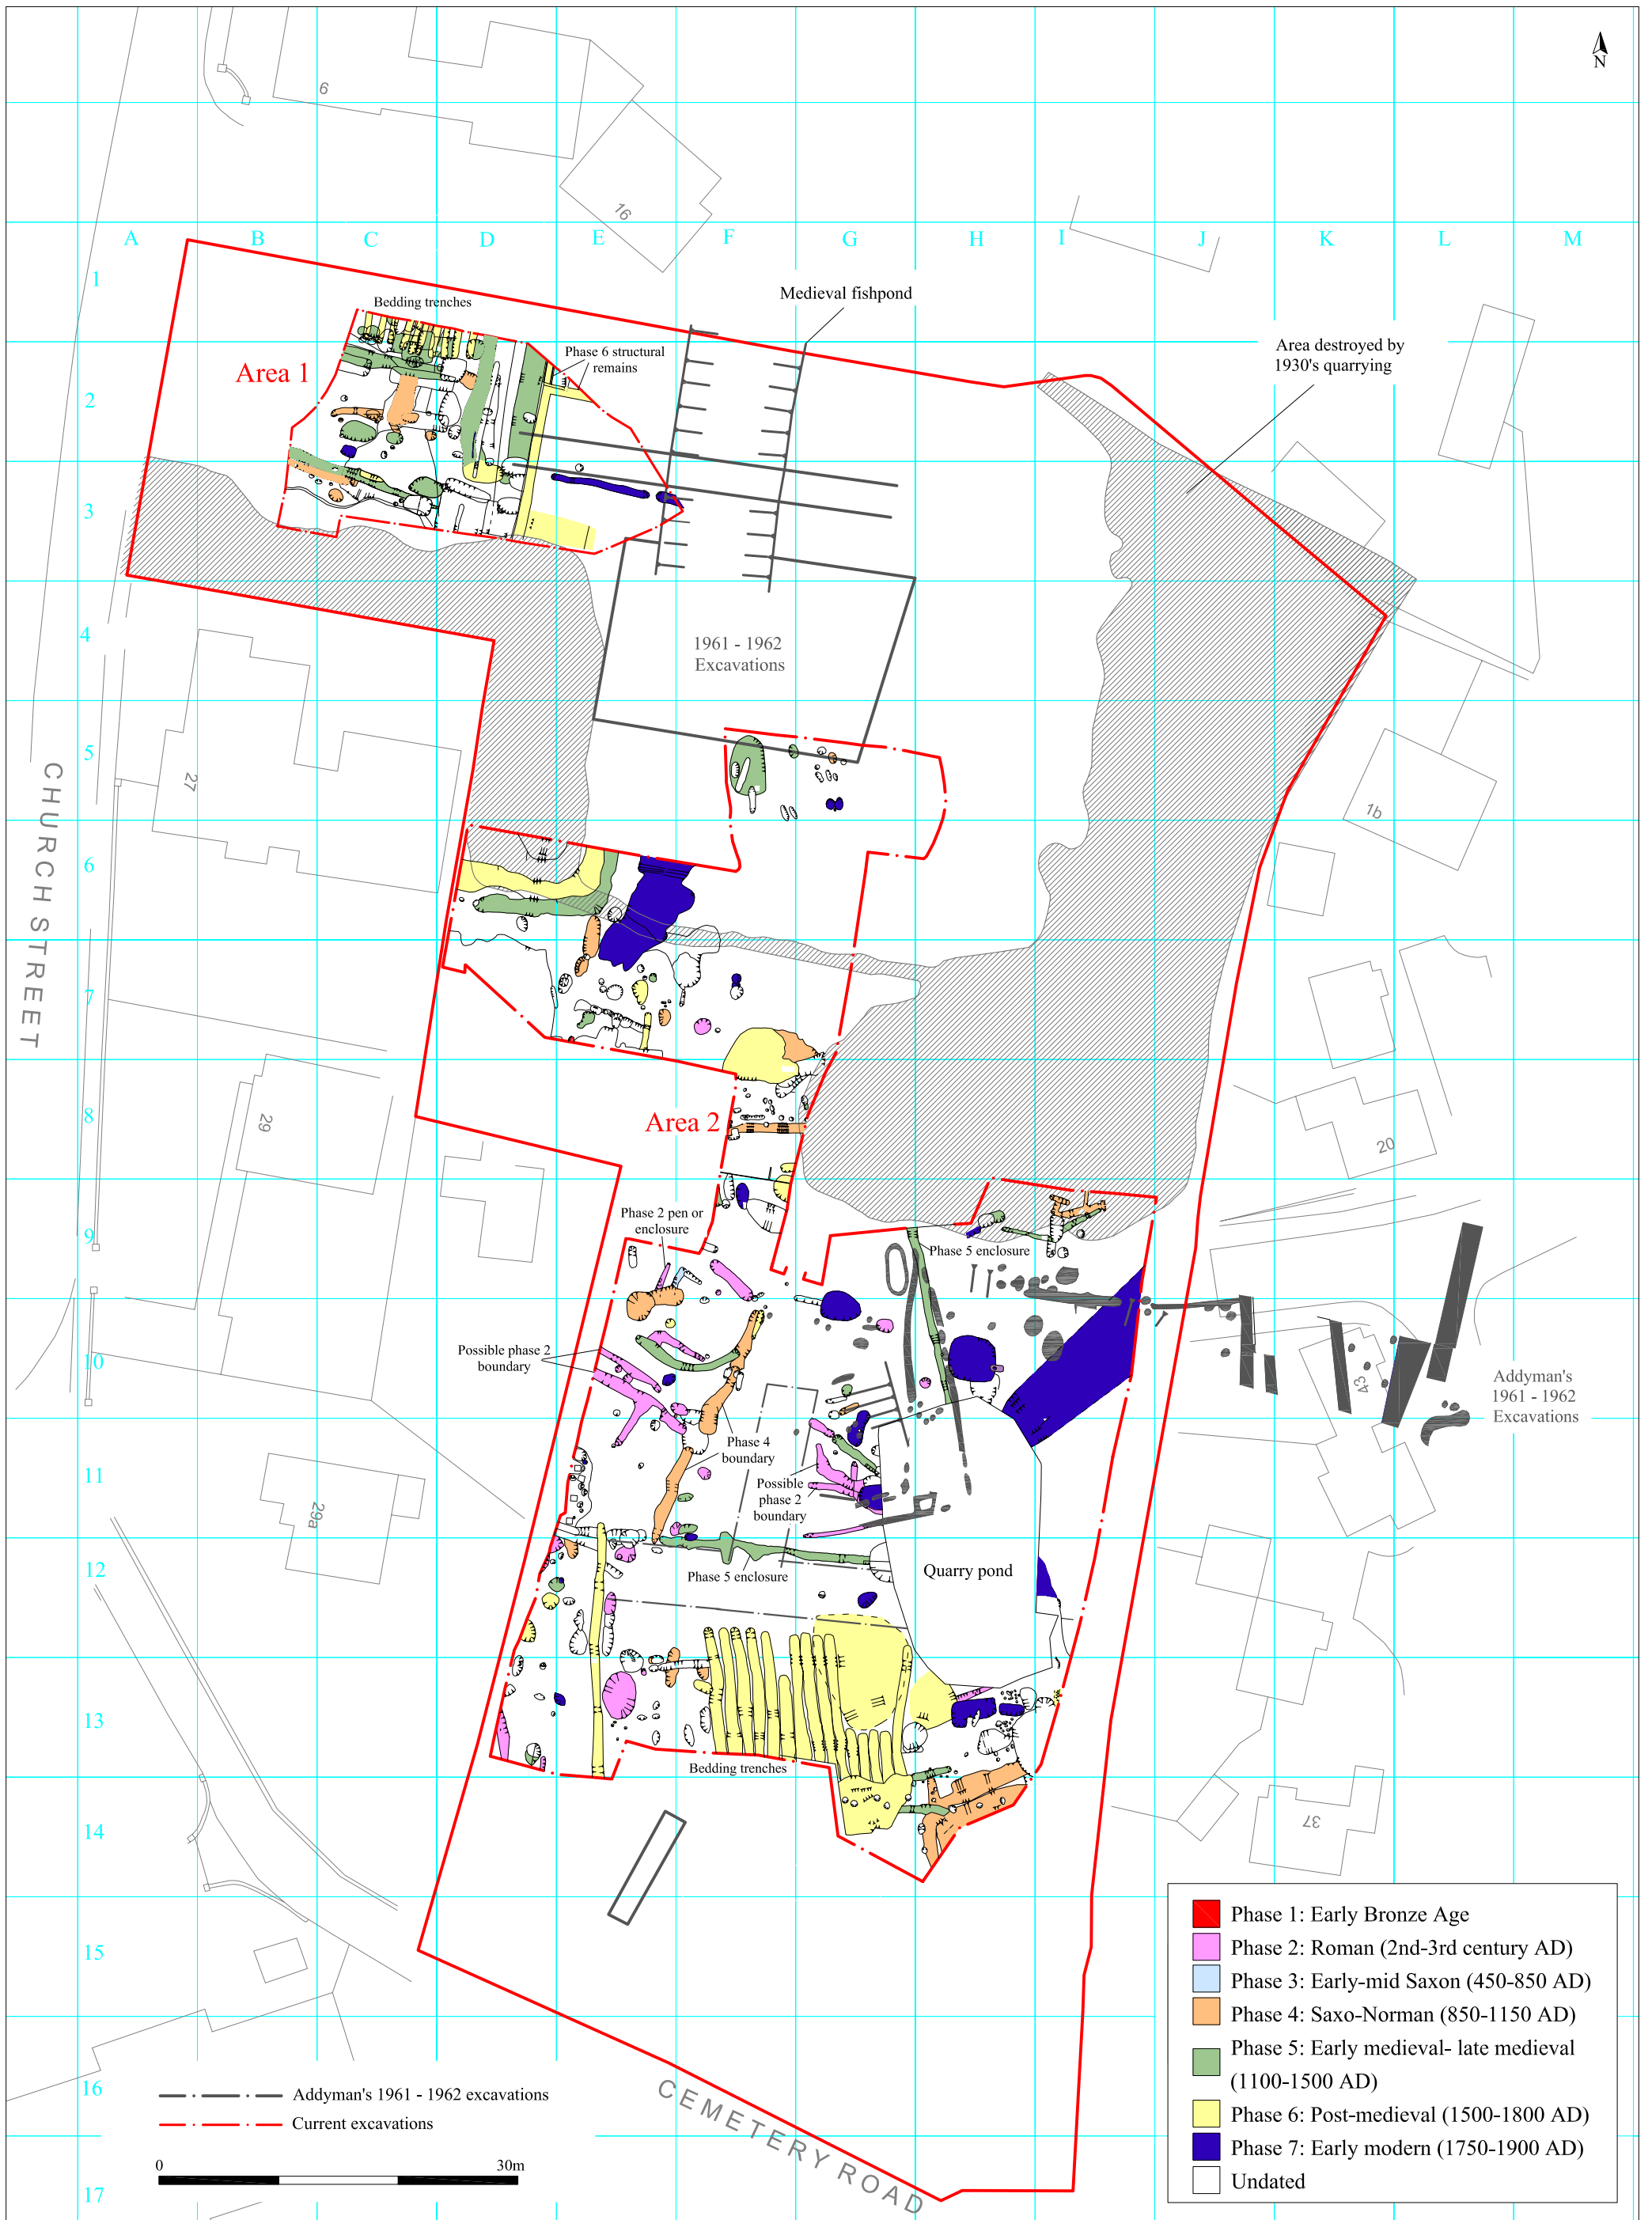 N
6
16
A B C D E F G H I J K L M
1
2
3
4
5
6
7
8
9
10
11
12
13
14
15
16
17
Medieval fishpond
Bedding trenches
Area 1
Phase 6 structural
remains
Area destroyed by
1930's quarrying
1961 - 1962
Excavations
27
1b
CHURCH STREET
29
Area 2
20
Phase 2 pen or
enclosure
Phase 5 enclosure
Possible phase 2
boundary
43
Addyman's
1961 - 1962
Excavations
Phase 4
boundary
Possible
phase 2
boundary
29a
Phase 5 enclosure
Quarry pond
Bedding trenches
37
Phase 1: Early Bronze Age
Phase 2: Roman (2nd-3rd century AD)
Phase 3: Early-mid Saxon (450-850 AD)
Phase 4: Saxo-Norman (850-1150 AD)
Phase 5: Early medieval- late medieval
(1100-1500 AD)
Phase 6: Post-medieval (1500-1800 AD)
Phase 7: Early modern (1750-1900 AD)
Undated
Addyman's 1961 - 1962 excavations
Current excavations
0 30m
CEMETERY ROAD